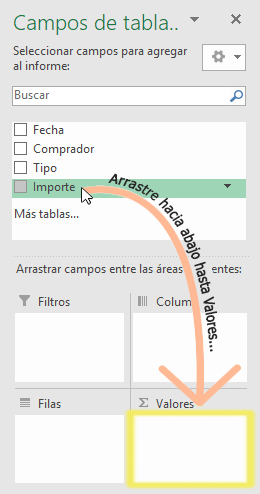 Campos de tabla..
Seleccionar campos para agregar
al informe:
Buscar
Fecha
Comprador
Tipo
Importe
Más tablas...
Arrastre hacia abajo hasta Valores...
Arrastrar campos entre las áreas entes:
Filtros
Colum
Filas
Σ Valores